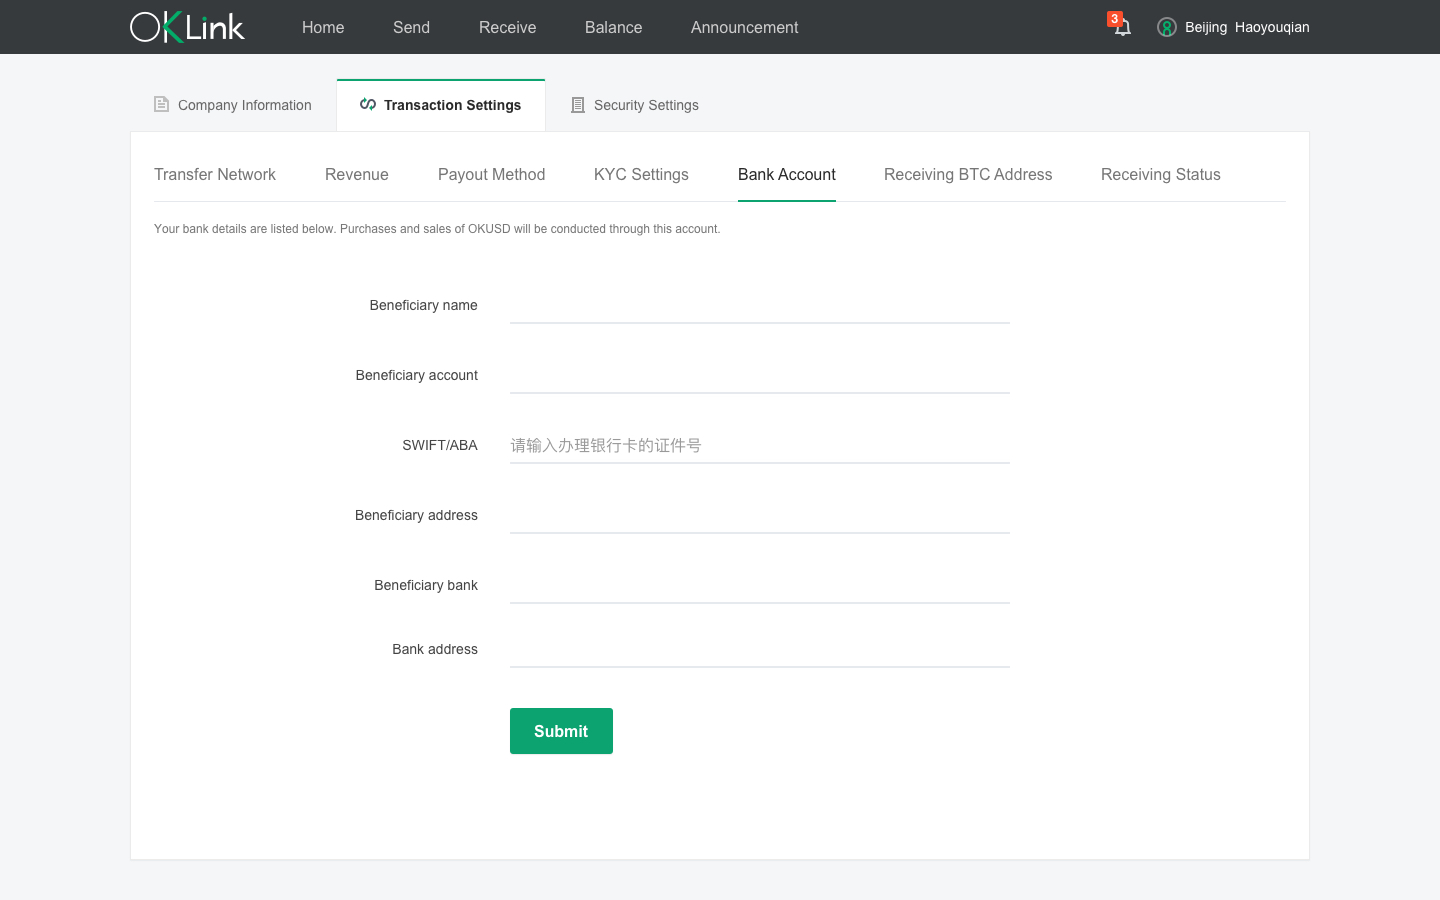 OKLink Home Send Receive Balance Announcement 3 Beijing Haoyouqian
Company Information Transaction Settings Security Settings
Transfer Network Revenue Payout Method KYC Settings Bank Account Receiving BTC Address Receiving Status
Your bank details are listed below. Purchases and sales of OKUSD will be conducted through this account.
Beneficiary name
Beneficiary account
SWIFT/ABA 请输入办理银行卡的证件号
Beneficiary address
Beneficiary bank
Bank address
Submit